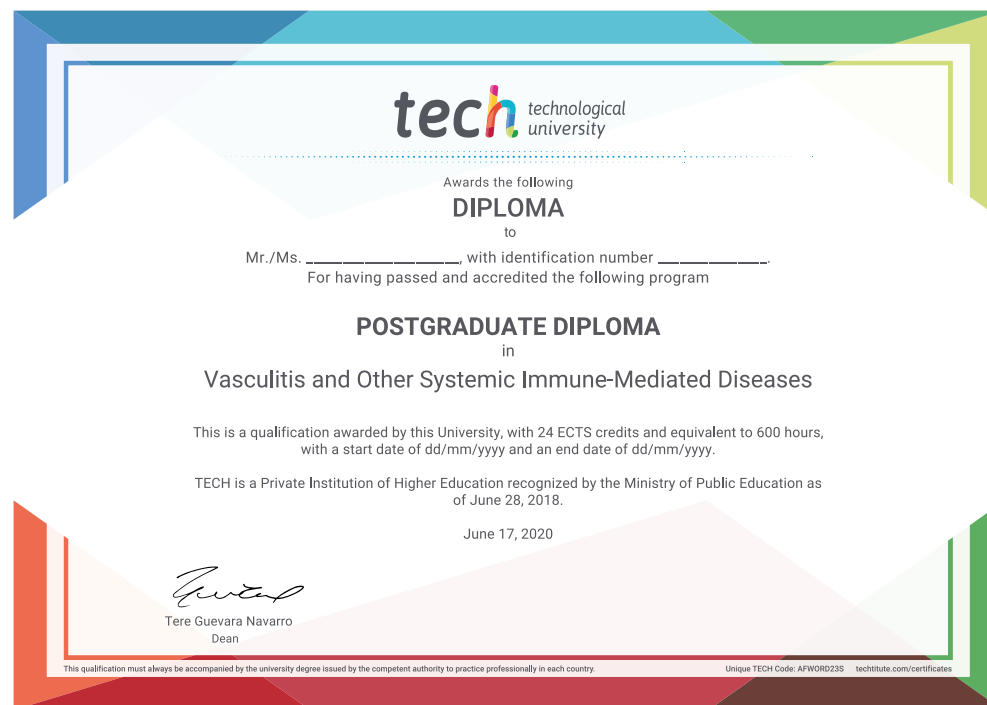 tech technological
university
Awards the following
DIPLOMA
to
Mr./Ms. ____________________, with identification number ______________.
For having passed and accredited the following program
POSTGRADUATE DIPLOMA
in
Vasculitis and Other Systemic Immune-Mediated Diseases
This is a qualification awarded by this University, with 24 ECTS credits and equivalent to 600 hours,
with a start date of dd/mm/yyyy and an end date of dd/mm/yyyy.
TECH is a Private Institution of Higher Education recognized by the Ministry of Public Education as
of June 28, 2018.
June 17, 2020
Tere Guevara Navarro
Dean
This qualification must always be accompanied by the university degree issued by the competent authority to practice professionally in each country. Unique TECH Code: AFWORD23S techtitute.com/certificates